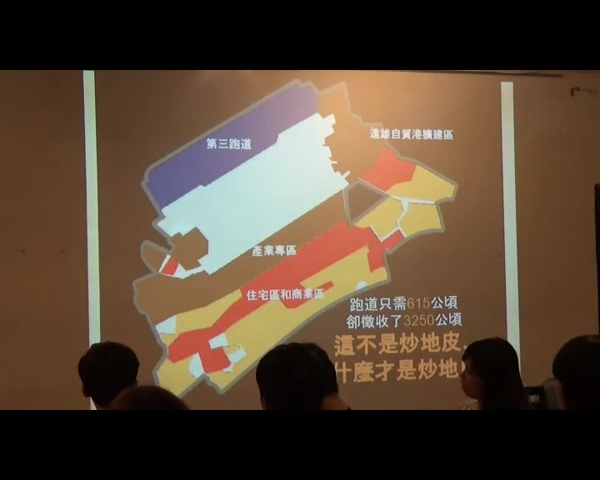 第三跑道
遠雄自貿港擴建區
產業專區
住宅區和商業區
跑道只需615公頃
卻徵收了3250公頃
這不是炒地皮,
什麼才是炒地